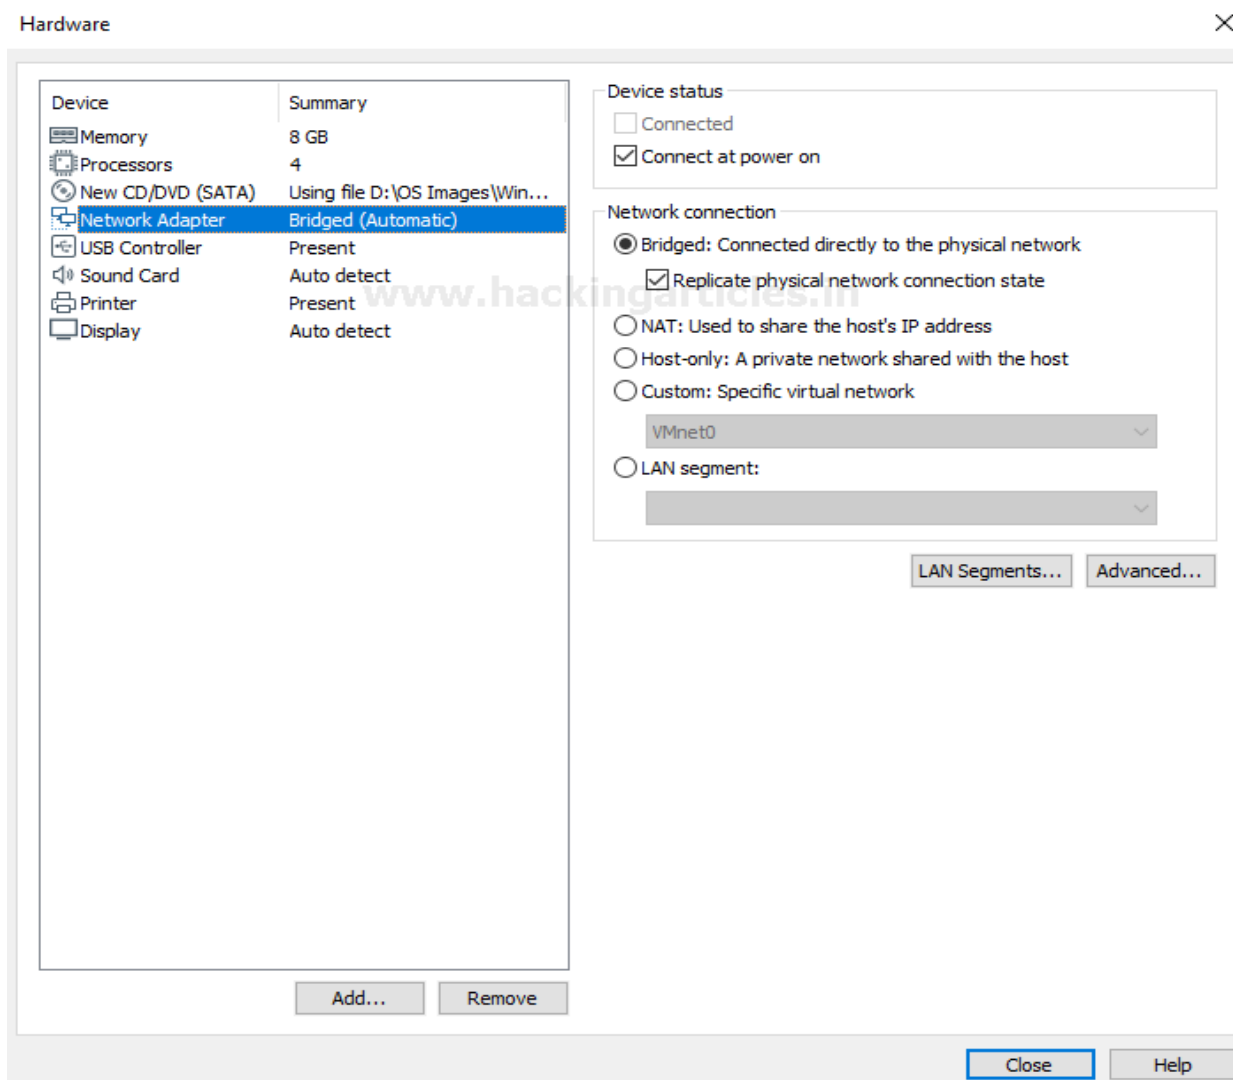 Hardware
Device Summary
Memory 8 GB
Processors 4
New CD/DVD (SATA) Using file D:\OS Images\Win...
Network Adapter Bridged (Automatic)
USB Controller Present
Sound Card Auto detect
Printer Present
Display Auto detect
Add... Remove
Device status
Connected
Connect at power on
Network connection
Bridged: Connected directly to the physical network
Replicate physical network connection state
www.hackingarticles.in
NAT: Used to share the host's IP address
Host-only: A private network shared with the host
Custom: Specific virtual network
VMnet0
LAN segment:
LAN Segments... Advanced...
Close Help